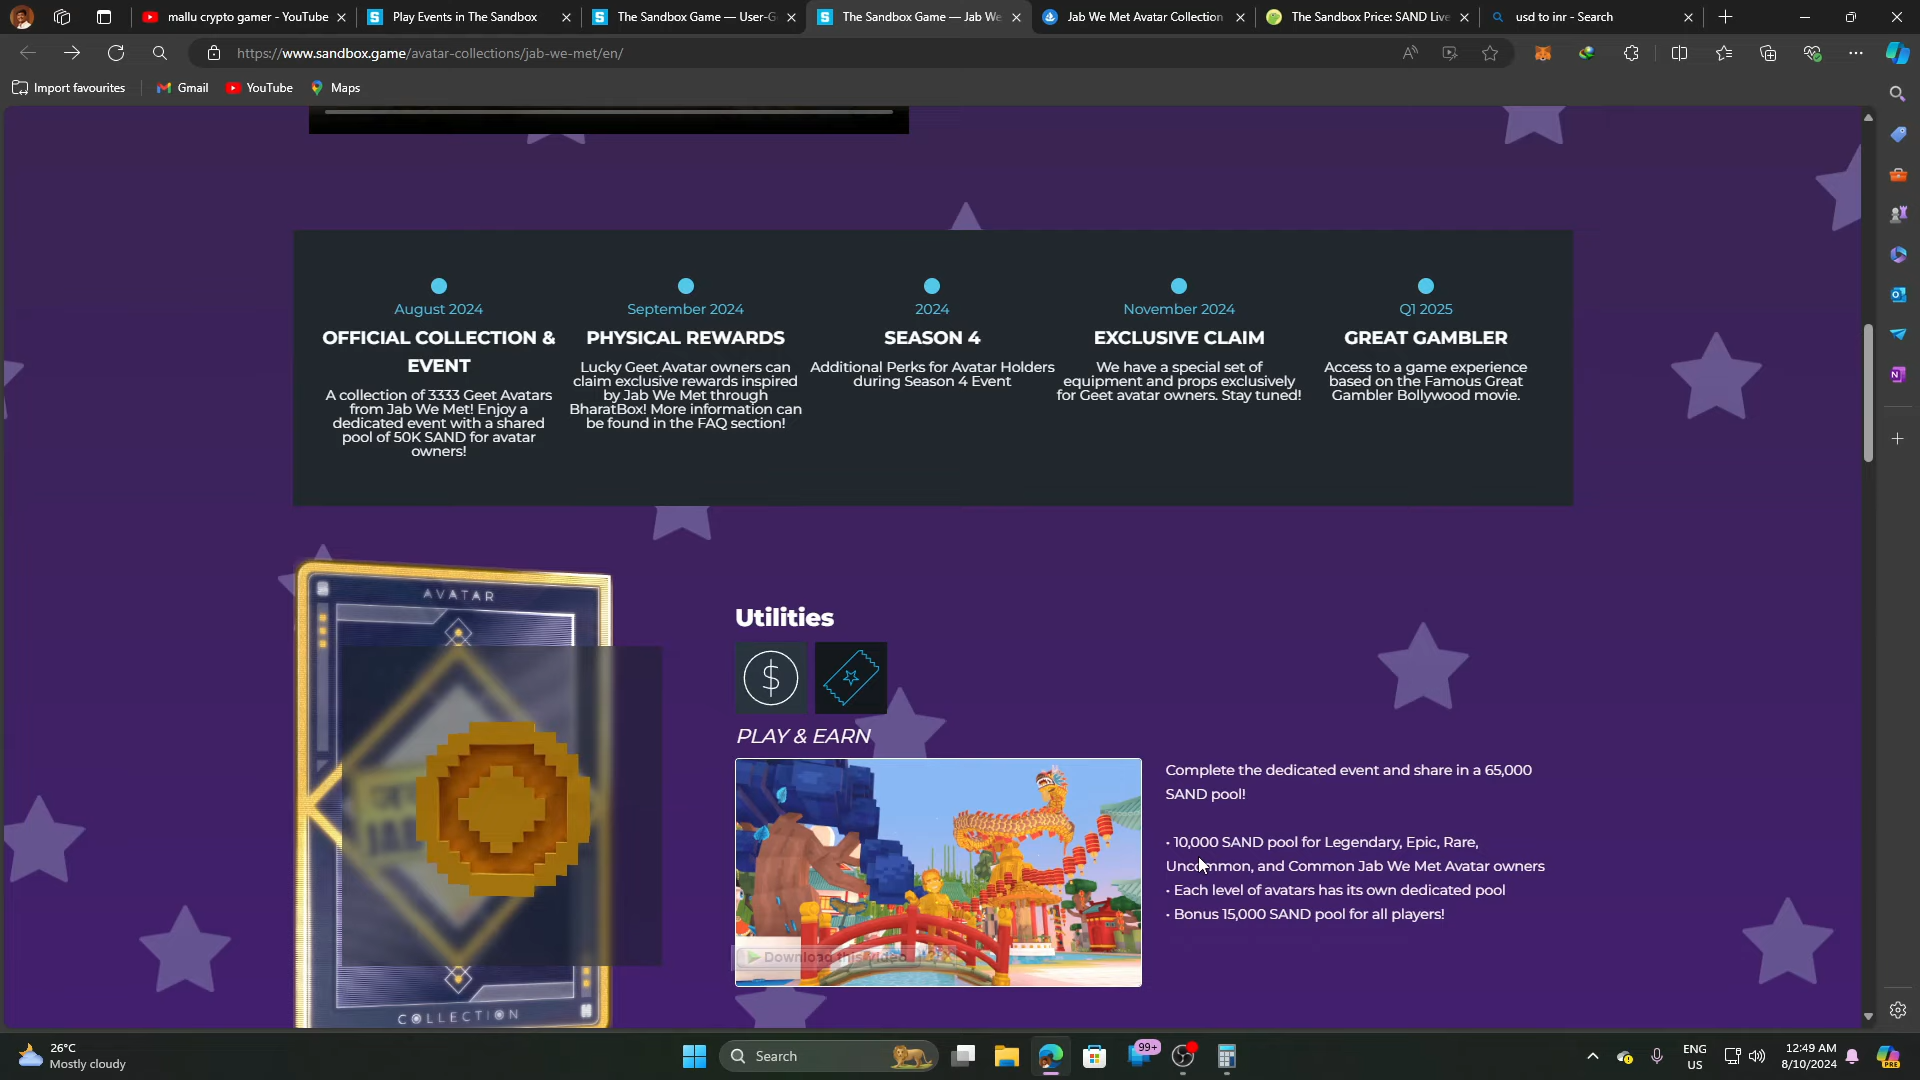 mallu crypto gamer - YouTube
Play Events in The Sandbox
The Sandbox Game — User-G
The Sandbox Game — Jab We
Jab We Met Avatar Collection
The Sandbox Price: SAND Live
usd to inr - Search
https://www.sandbox.game/avatar-collections/jab-we-met/en/
Import favourites
Gmail
YouTube
Maps
August 2024
OFFICIAL COLLECTION &
EVENT
A collection of 3333 Geet Avatars
from Jab We Met! Enjoy a
dedicated event with a shared
pool of 50K SAND for avatar
owners!
September 2024
PHYSICAL REWARDS
Lucky Geet Avatar owners can
claim exclusive rewards inspired
by Jab We Met through
BharatBox! More information can
be found in the FAQ section!
2024
SEASON 4
Additional Perks for Avatar Holders
during Season 4 Event
November 2024
EXCLUSIVE CLAIM
We have a special set of
equipment and props exclusively
for Geet avatar owners. Stay tuned!
Q1 2025
GREAT GAMBLER
Access to a game experience
based on the Famous Great
Gambler Bollywood movie.
AVATAR
COLLECTION
Utilities
PLAY & EARN
Download this video
Complete the dedicated event and share in a 65,000
SAND pool!
• 10,000 SAND pool for Legendary, Epic, Rare,
Uncommon, and Common Jab We Met Avatar owners
• Each level of avatars has its own dedicated pool
• Bonus 15,000 SAND pool for all players!
26°C
Mostly cloudy
Search
99+
ENG
US
12:49 AM
8/10/2024
PRE